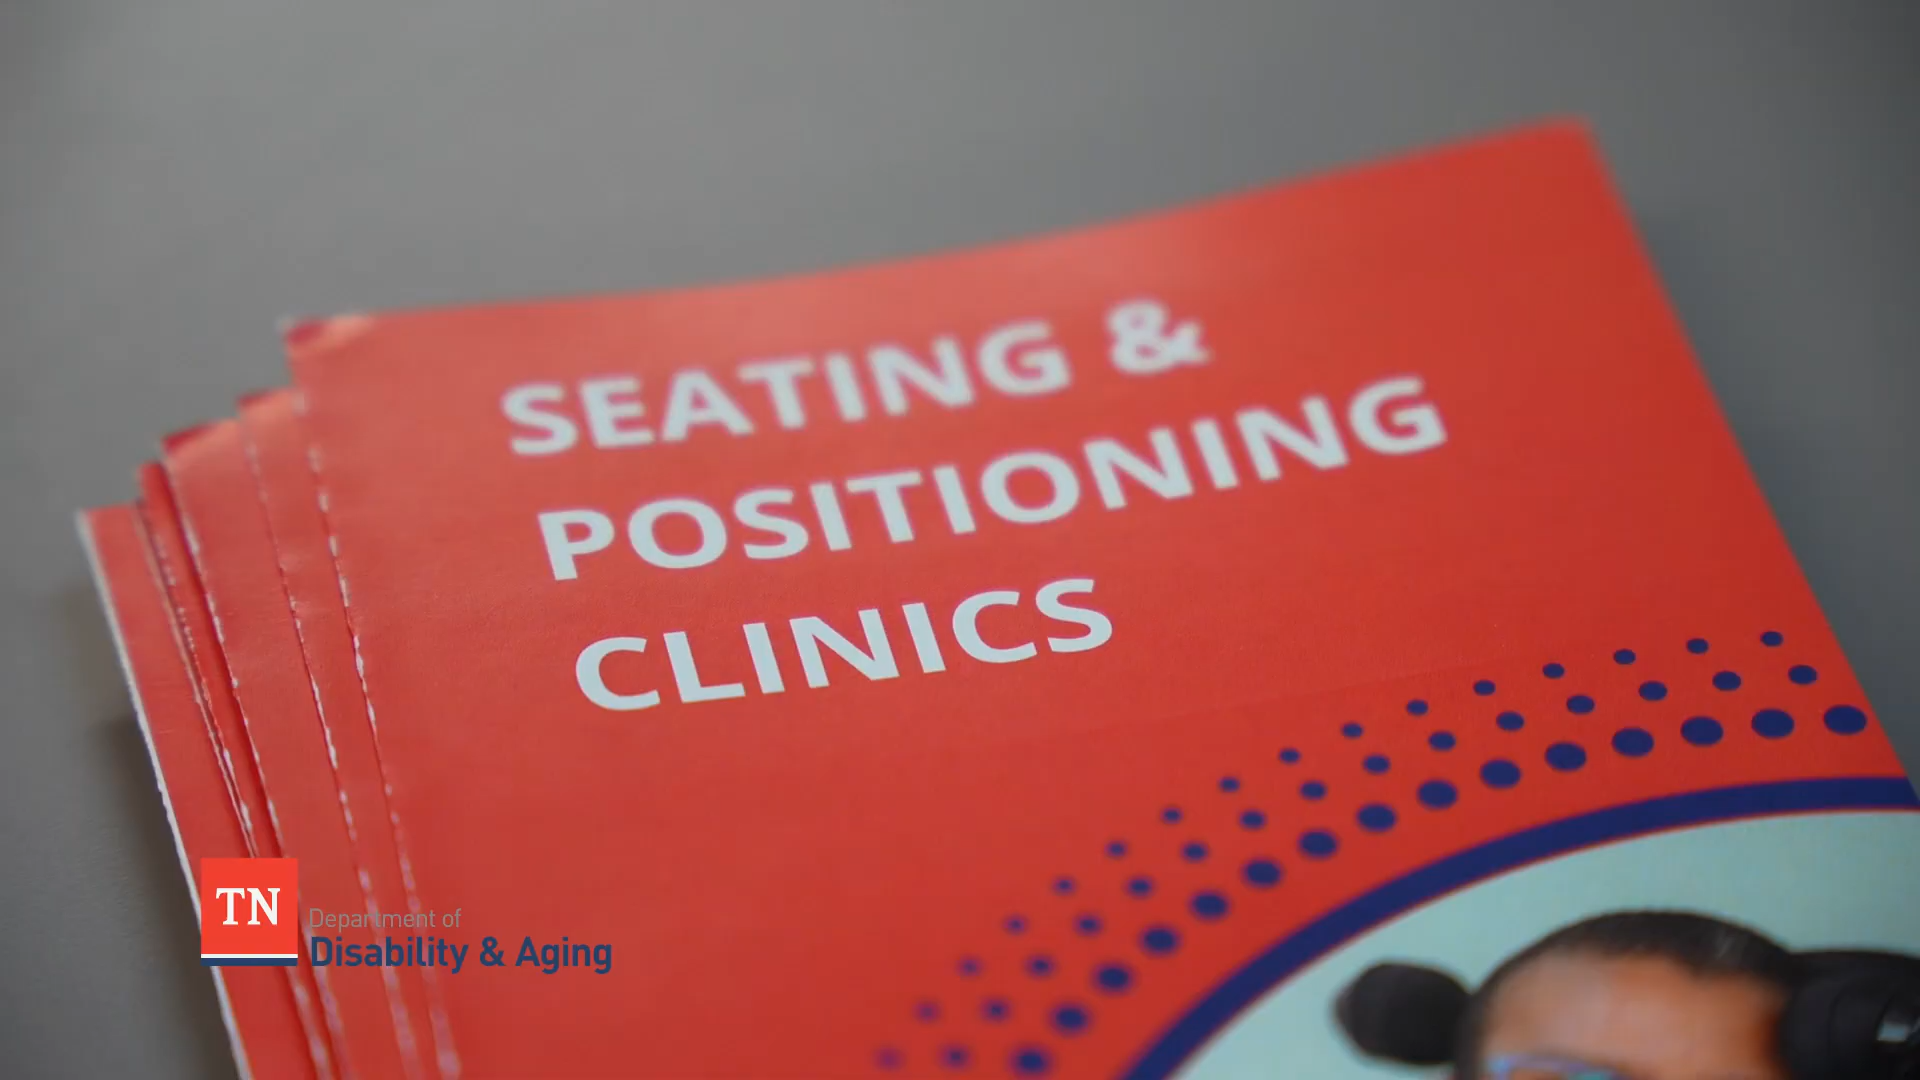 SEATING &
POSITIONING
CLINICS
TN
Department of
Disability & Aging